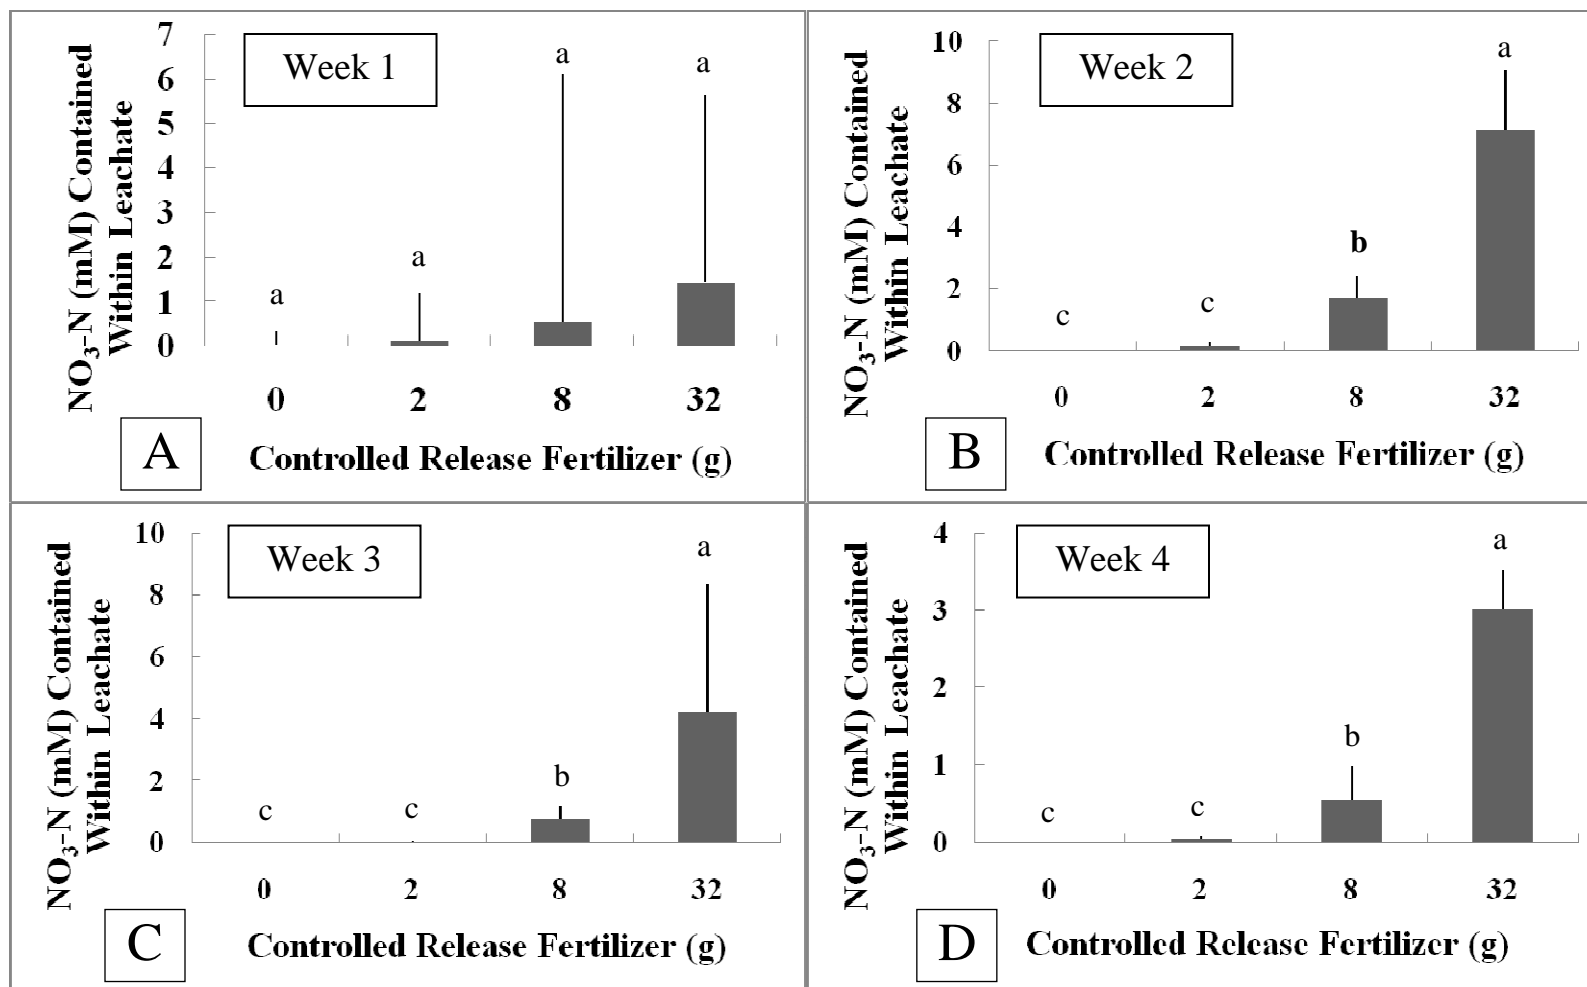 NO3-N (mM) Contained
Within Leachate
7
6
5
4
3
2
1
0
Week 1
a
a
a
a
0 2 8 32
A
Controlled Release Fertilizer (g)
NO3-N (mM) Contained
Within Leachate
10
8
6
4
2
0
Week 2
c
c
b
a
0 2 8 32
B
Controlled Release Fertilizer (g)
NO3-N (mM) Contained
Within Leachate
10
8
6
4
2
0
Week 3
c
c
b
a
0 2 8 32
C
Controlled Release Fertilizer (g)
NO3-N (mM) Contained
Within Leachate
4
3
2
1
0
Week 4
c
c
b
a
0 2 8 32
D
Controlled Release Fertilizer (g)